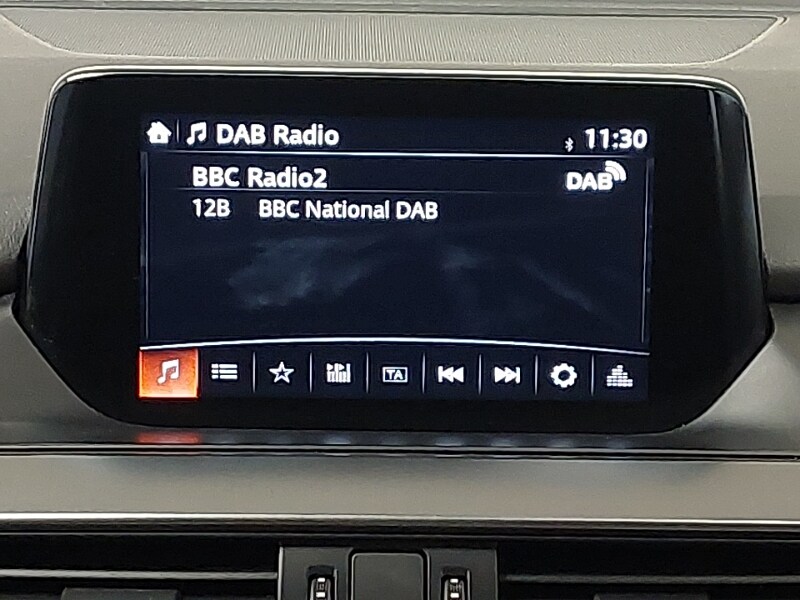 DAB Radio 11:30
BBC Radio2 DAB
12B BBC National DAB
TA